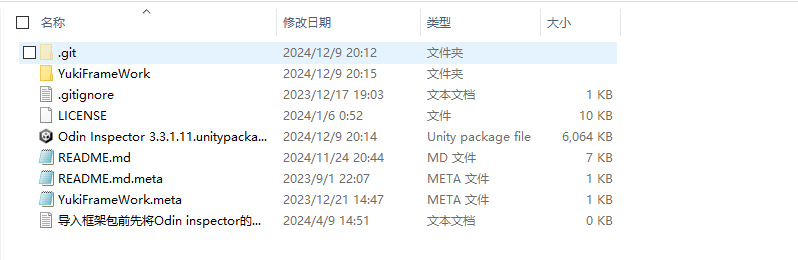 名称 修改日期 类型 大小
.git 2024/12/9 20:12 文件夹
YukiFrameWork 2024/12/9 20:15 文件夹
.gitignore 2023/12/17 19:03 文本文档 1 KB
LICENSE 2024/1/6 0:52 文件 10 KB
Odin Inspector 3.3.1.11.unitypacka... 2024/12/9 20:14 Unity package file 6,064 KB
README.md 2024/11/24 20:44 MD 文件 7 KB
README.md.meta 2023/9/1 22:07 META 文件 1 KB
YukiFrameWork.meta 2023/12/21 14:47 META 文件 1 KB
导入框架包前先将Odin inspector的... 2024/4/9 14:51 文本文档 0 KB